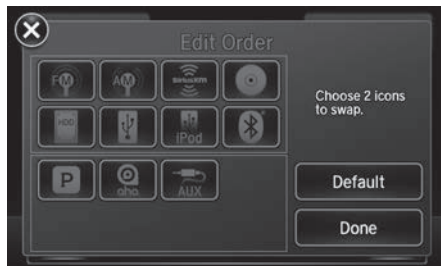 Edit Order
FM AM SiriusXM
HDD iPod
P aha AUX
Choose 2 icons
to swap.
Default
Done